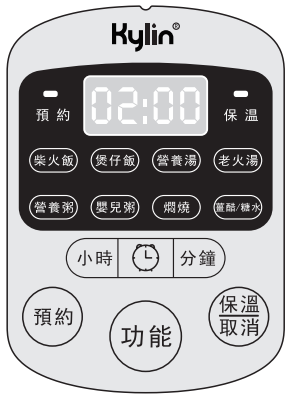 Kylin®
02:00
預約 保溫
柴火飯 煲仔飯 營養湯 老火湯
營養粥 嬰兒粥 燜燒 薑醋/糖水
小時 分鐘
預約 功能 保溫
取消